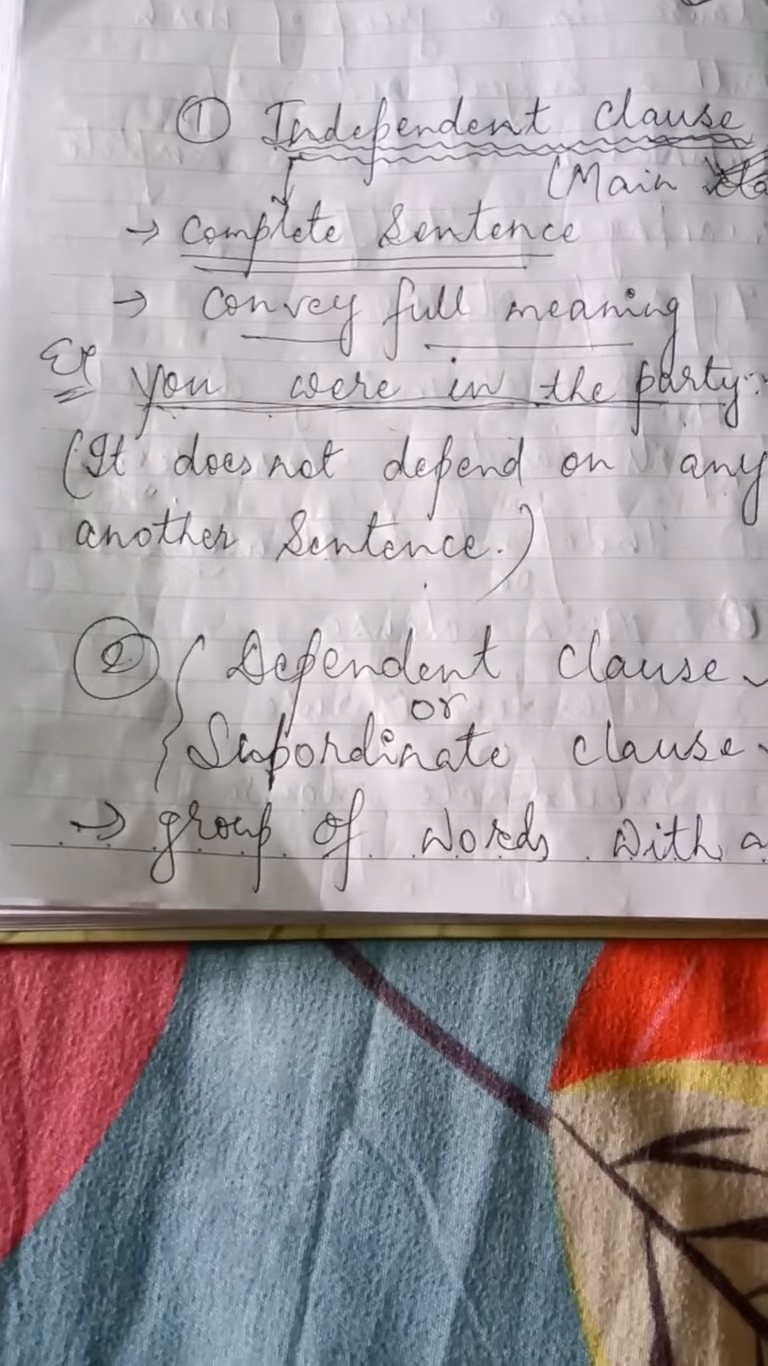 ① Independent clause
(Main
→ Complete Sentence
→ Convey full meaning
Ex you were in the party.
(It does not depend on any
another Sentence.)
② { Dependent clause
or
Subordinate clause
→ group of words with a